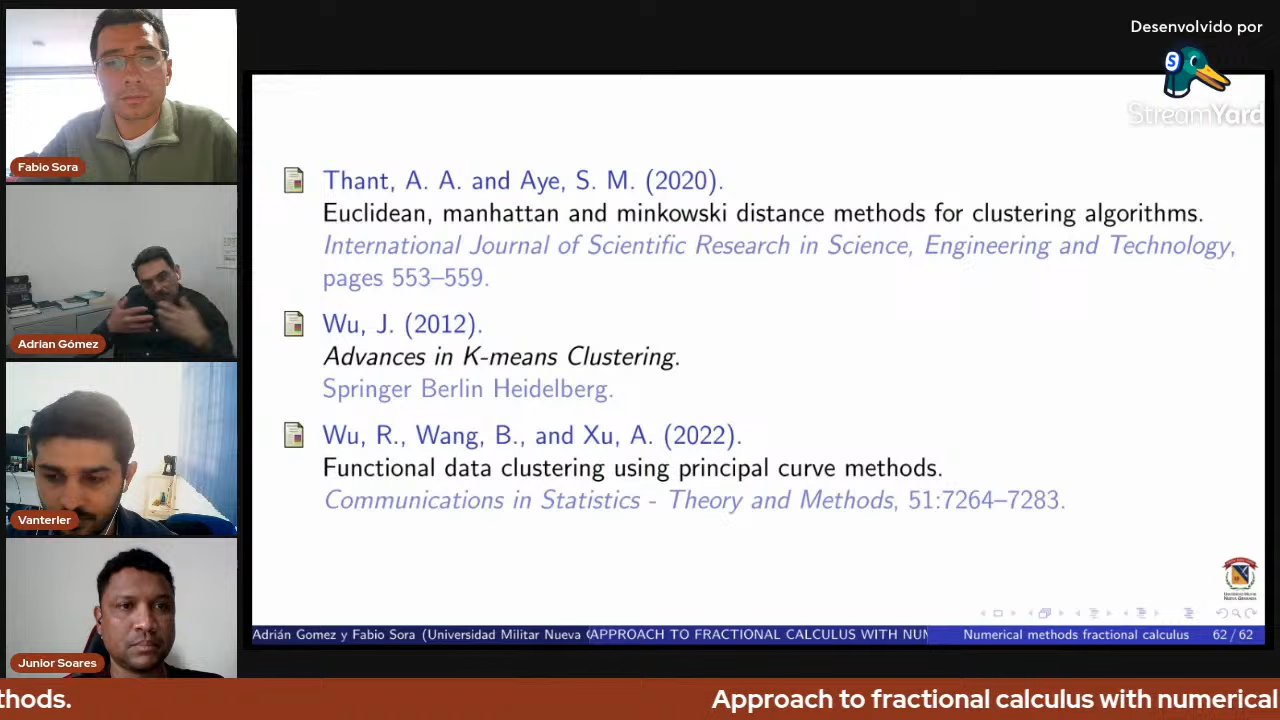 Desenvolvido por
StreamYard
Fabio Sora
Adrian Gómez
Vanterler
Junior Soares
Thant, A. A. and Aye, S. M. (2020).
Euclidean, manhattan and minkowski distance methods for clustering algorithms.
International Journal of Scientific Research in Science, Engineering and Technology,
pages 553–559.
Wu, J. (2012).
Advances in K-means Clustering.
Springer Berlin Heidelberg.
Wu, R., Wang, B., and Xu, A. (2022).
Functional data clustering using principal curve methods.
Communications in Statistics - Theory and Methods, 51:7264–7283.
Adrián Gomez y Fabio Sora (Universidad Militar Nueva G
APPROACH TO FRACTIONAL CALCULUS WITH NUM
Numerical methods fractional calculus 62 / 62
thods.
Approach to fractional calculus with numerical